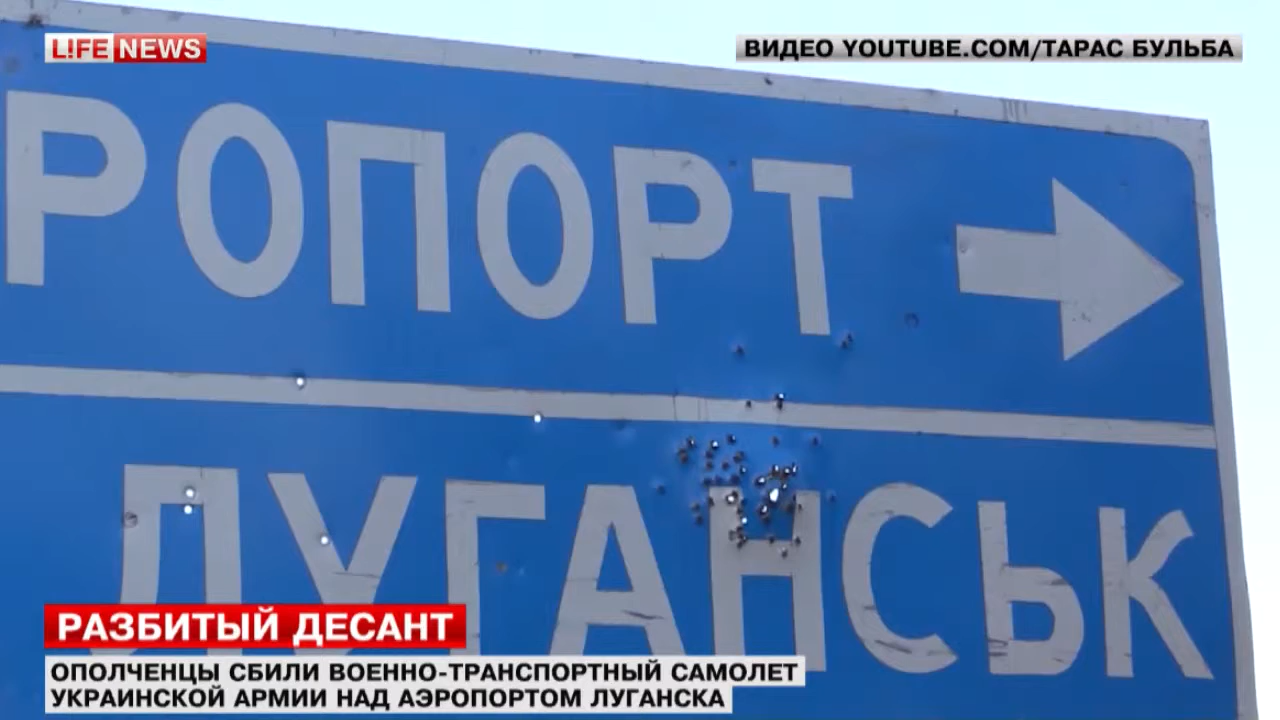 LIFE NEWS
ВИДЕО YOUTUBE.COM/ТАРАС БУЛЬБА
РОПОРТ
ЛУГАНСЬК
РАЗБИТЫЙ ДЕСАНТ
ОПОЛЧЕНЦЫ СБИЛИ ВОЕННО-ТРАНСПОРТНЫЙ САМОЛЕТ
УКРАИНСКОЙ АРМИИ НАД АЭРОПОРТОМ ЛУГАНСКА